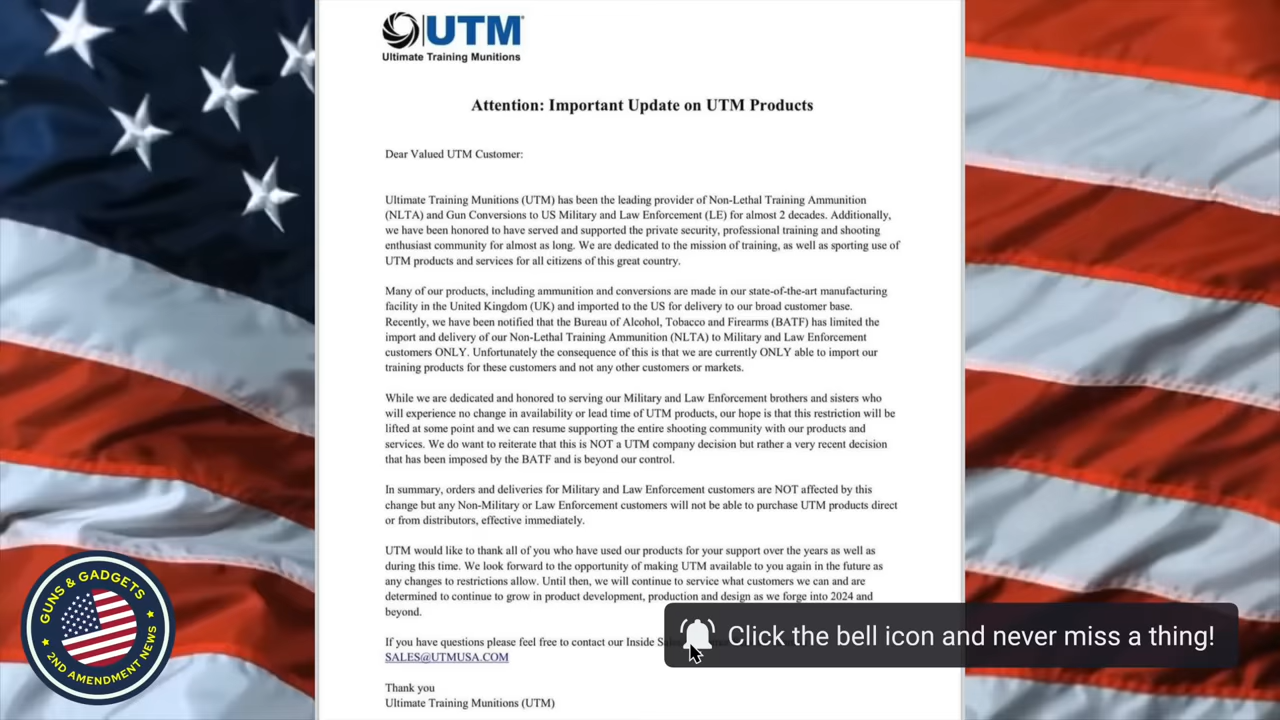 UTM
Ultimate Training Munitions
Attention: Important Update on UTM Products
Dear Valued UTM Customer:
Ultimate Training Munitions (UTM) has been the leading provider of Non-Lethal Training Ammunition
(NLTA) and Gun Conversions to US Military and Law Enforcement (LE) for almost 2 decades. Additionally,
we have been honored to have served and supported the private security, professional training and shooting
enthusiast community for almost as long. We are dedicated to the mission of training, as well as sporting use of
UTM products and services for all citizens of this great country.
Many of our products, including ammunition and conversions are made in our state-of-the-art manufacturing
facility in the United Kingdom (UK) and imported to the US for delivery to our broad customer base.
Recently, we have been notified that the Bureau of Alcohol, Tobacco and Firearms (BATF) has limited the
import and delivery of our Non-Lethal Training Ammunition (NLTA) to Military and Law Enforcement
customers ONLY. Unfortunately the consequence of this is that we are currently ONLY able to import our
training products for these customers and not any other customers or markets.
While we are dedicated and honored to serving our Military and Law Enforcement brothers and sisters who
will experience no change in availability or lead time of UTM products, our hope is that this restriction will be
lifted at some point and we can resume supporting the entire shooting community with our products and
services. We do want to reiterate that this is NOT a UTM company decision but rather a very recent decision
that has been imposed by the BATF and is beyond our control.
In summary, orders and deliveries for Military and Law Enforcement customers are NOT affected by this
change but any Non-Military or Law Enforcement customers will not be able to purchase UTM products direct
or from distributors, effective immediately.
UTM would like to thank all of you who have used our products for your support over the years as well as
during this time. We look forward to the opportunity of making UTM available to you again in the future as
any changes to restrictions allow. Until then, we will continue to service what customers we can and are
determined to continue to grow in product development, production and design as we forge into 2024 and
beyond.
If you have questions please feel free to contact our Inside
SALES@UTMUSA.COM
Thank you
Ultimate Training Munitions (UTM)
Click the bell icon and never miss a thing!
GUNS & GADGETS
2ND AMENDMENT NEWS